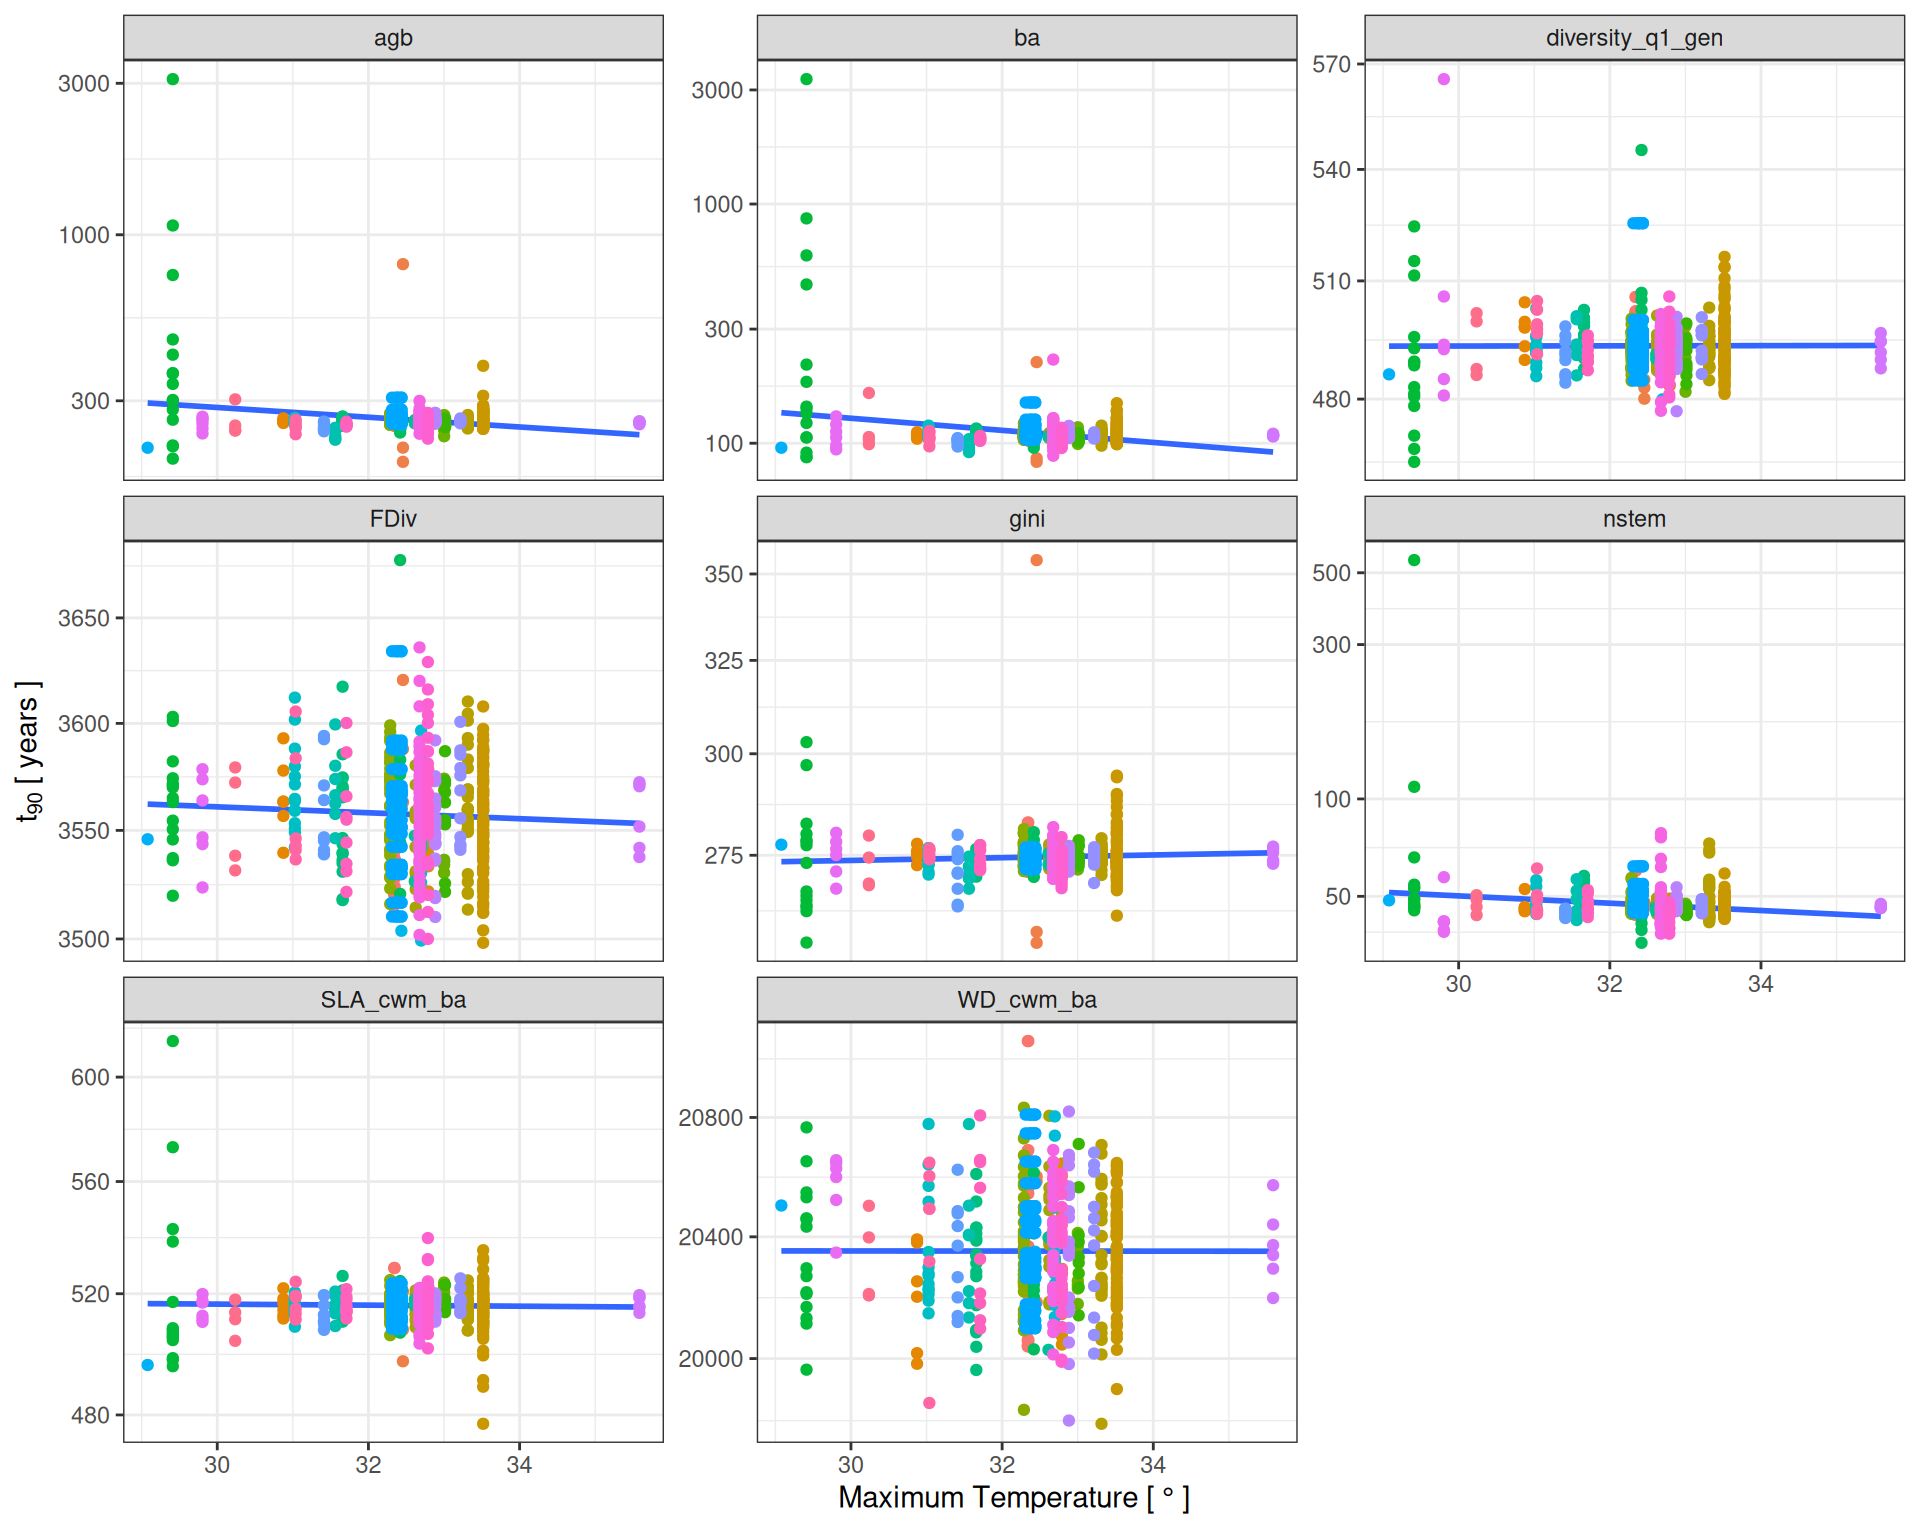 agb
ba
diversity_q1_gen
3000
1000
300
3000
1000
300
100
570
540
510
480
FDiv
gini
nstem
3650
3600
3550
3500
350
325
300
275
500
300
100
50
30 32 34
SLA_cwm_ba
WD_cwm_ba
600
560
520
480
20800
20400
20000
30 32 34
30 32 34
t90 [ years ]
Maximum Temperature [ ° ]